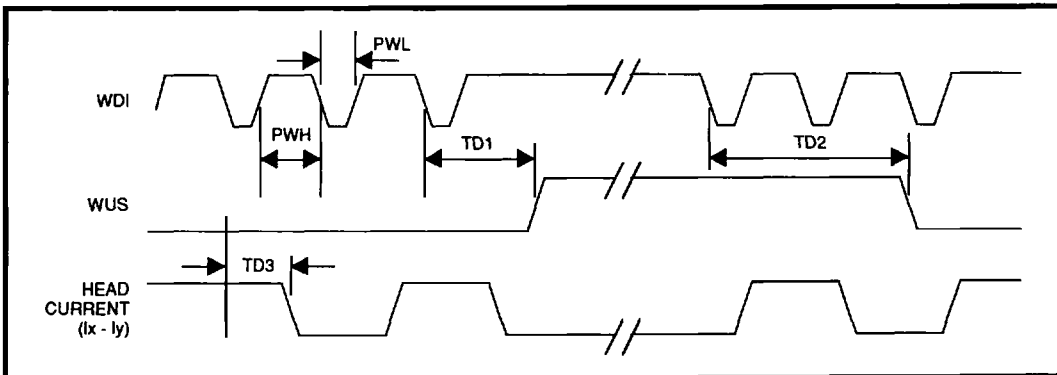 PWL
WDI
PWH
TD1
TD2
WUS
TD3
HEAD
CURRENT
(Ix - Iy)